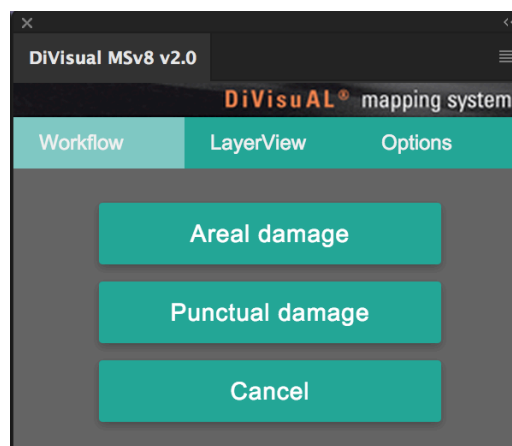 DiVisual MSv8 v2.0
DiVisuAL® mapping system
Workflow LayerView Options
Areal damage
Punctual damage
Cancel